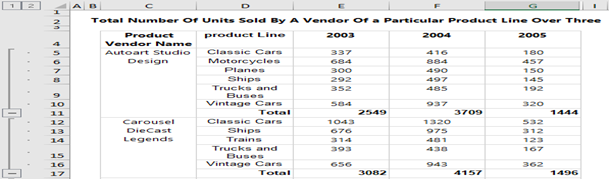 1 2
A B C D E F G H I
1
2 Total Number Of Units Sold By A Vendor Of a Particular Product Line Over Three
3
4 Product Vendor Name product Line 2003 2004 2005
5 Autoart Studio Classic Cars 337 416 180
6 Design Motorcycles 684 884 457
7 Planes 300 490 150
8 Ships 292 497 145
9 Trucks and Buses 352 485 192
10 Vintage Cars 584 937 320
11 Total 2549 3709 1444
12 Carousel Classic Cars 1043 1320 532
13 DieCast Ships 676 975 312
14 Legends Trains 314 481 123
15 Trucks and Buses 393 438 167
16 Vintage Cars 656 943 362
17 Total 3082 4157 1496